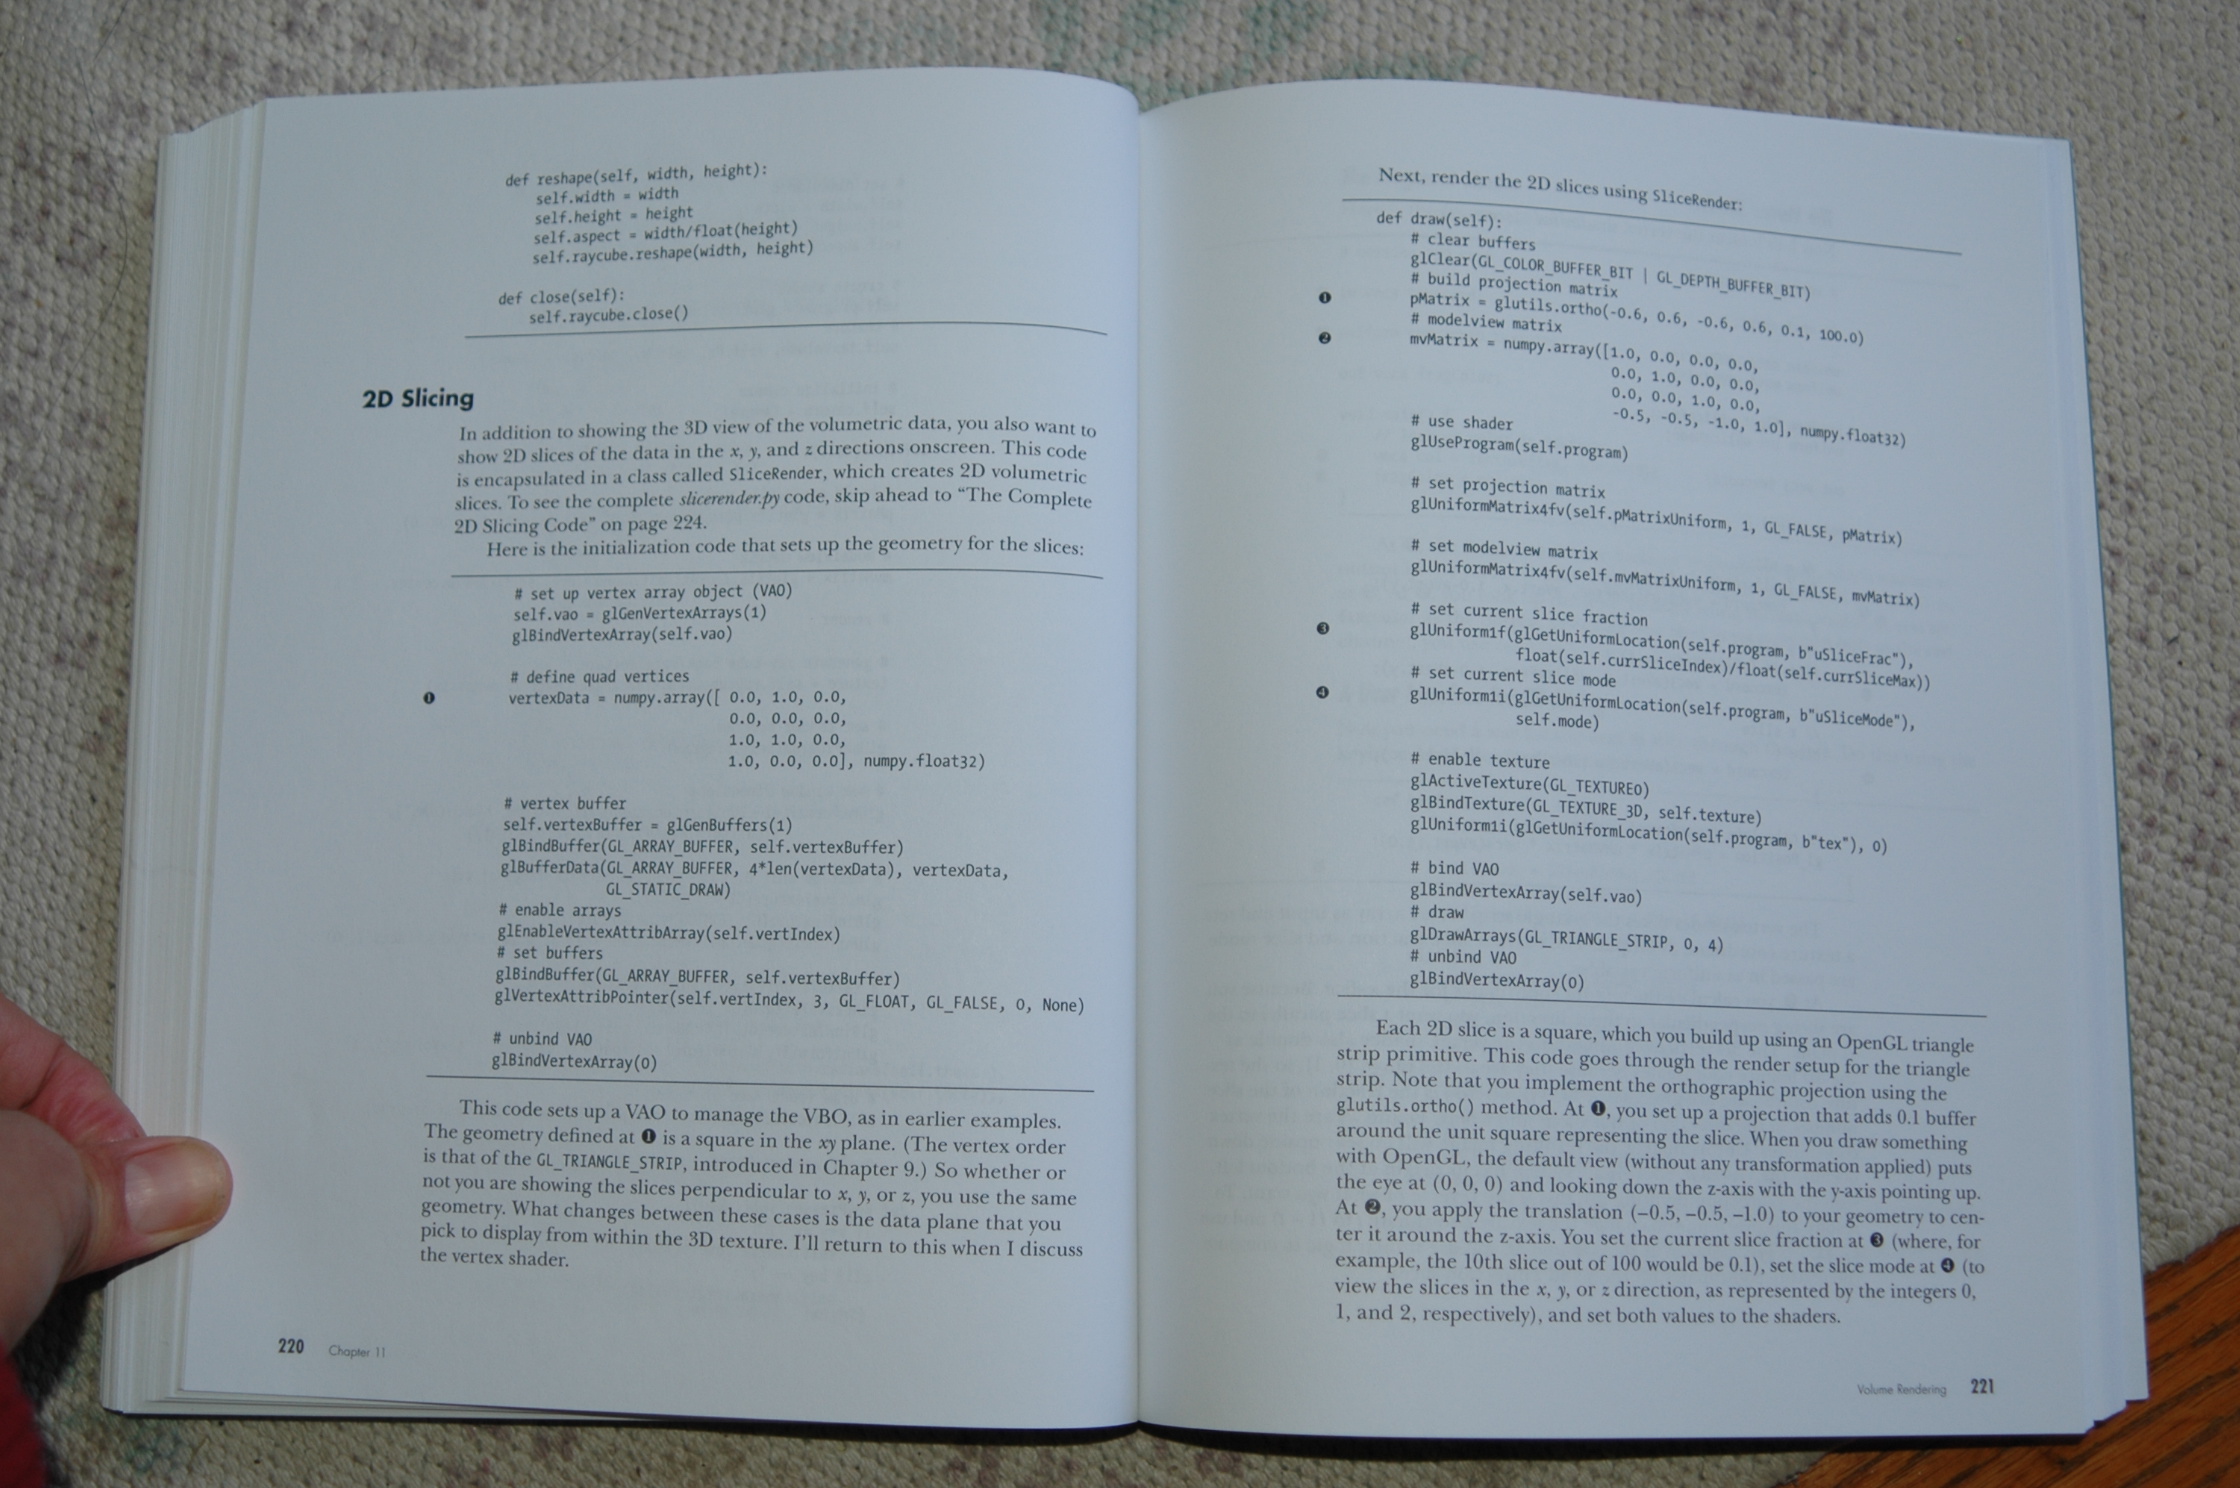 def reshape(self, width, height):
self.width = width
self.height = height
self.aspect = width/float(height)
self.raycube.reshape(width, height)
def close(self):
self.raycube.close()
2D Slicing
In addition to showing the 3D view of the volumetric data, you also want to
show 2D slices of the data in the x, y, and z directions onscreen. This code
is encapsulated in a class called SliceRender, which creates 2D volumetric
slices. To see the complete slicerender.py code, skip ahead to “The Complete
2D Slicing Code” on page 224.
Here is the initialization code that sets up the geometry for the slices:
# set up vertex array object (VAO)
self.vao = glGenVertexArrays(1)
glBindVertexArray(self.vao)
# define quad vertices
❶ vertexData = numpy.array([ 0.0, 1.0, 0.0,
0.0, 0.0, 0.0,
1.0, 1.0, 0.0,
1.0, 0.0, 0.0], numpy.float32)
# vertex buffer
self.vertexBuffer = glGenBuffers(1)
glBindBuffer(GL_ARRAY_BUFFER, self.vertexBuffer)
glBufferData(GL_ARRAY_BUFFER, 4*len(vertexData), vertexData,
GL_STATIC_DRAW)
# enable arrays
glEnableVertexAttribArray(self.vertIndex)
# set buffers
glBindBuffer(GL_ARRAY_BUFFER, self.vertexBuffer)
glVertexAttribPointer(self.vertIndex, 3, GL_FLOAT, GL_FALSE, 0, None)
# unbind VAO
glBindVertexArray(0)
This code sets up a VAO to manage the VBO, as in earlier examples.
The geometry defined at ❶ is a square in the xy plane. (The vertex order
is that of the GL_TRIANGLE_STRIP, introduced in Chapter 9.) So whether or
not you are showing the slices perpendicular to x, y, or z, you use the same
geometry. What changes between these cases is the data plane that you
pick to display from within the 3D texture. I’ll return to this when I discuss
the vertex shader.
220 Chapter 11
Next, render the 2D slices using SliceRender:
def draw(self):
# clear buffers
glClear(GL_COLOR_BUFFER_BIT | GL_DEPTH_BUFFER_BIT)
# build projection matrix
❶ pMatrix = glutils.ortho(-0.6, 0.6, -0.6, 0.6, 0.1, 100.0)
# modelview matrix
❷ mvMatrix = numpy.array([1.0, 0.0, 0.0, 0.0,
0.0, 1.0, 0.0, 0.0,
0.0, 0.0, 1.0, 0.0,
-0.5, -0.5, -1.0, 1.0], numpy.float32)
# use shader
glUseProgram(self.program)
# set projection matrix
glUniformMatrix4fv(self.pMatrixUniform, 1, GL_FALSE, pMatrix)
# set modelview matrix
glUniformMatrix4fv(self.mvMatrixUniform, 1, GL_FALSE, mvMatrix)
# set current slice fraction
❸ glUniform1f(glGetUniformLocation(self.program, b"uSliceFrac"),
float(self.currSliceIndex)/float(self.currSliceMax))
# set current slice mode
❹ glUniform1i(glGetUniformLocation(self.program, b"uSliceMode"),
self.mode)
# enable texture
glActiveTexture(GL_TEXTURE0)
glBindTexture(GL_TEXTURE_3D, self.texture)
glUniform1i(glGetUniformLocation(self.program, b"tex"), 0)
# bind VAO
glBindVertexArray(self.vao)
# draw
glDrawArrays(GL_TRIANGLE_STRIP, 0, 4)
# unbind VAO
glBindVertexArray(0)
Each 2D slice is a square, which you build up using an OpenGL triangle
strip primitive. This code goes through the render setup for the triangle
strip. Note that you implement the orthographic projection using the
glutils.ortho() method. At ❶, you set up a projection that adds 0.1 buffer
around the unit square representing the slice. When you draw something
with OpenGL, the default view (without any transformation applied) puts
the eye at (0, 0, 0) and looking down the z-axis with the y-axis pointing up.
At ❷, you apply the translation (−0.5, −0.5, −1.0) to your geometry to cen-
ter it around the z-axis. You set the current slice fraction at ❸ (where, for
example, the 10th slice out of 100 would be 0.1), set the slice mode at ❹ (to
view the slices in the x, y, or z direction, as represented by the integers 0,
1, and 2, respectively), and set both values to the shaders.
Volume Rendering 221